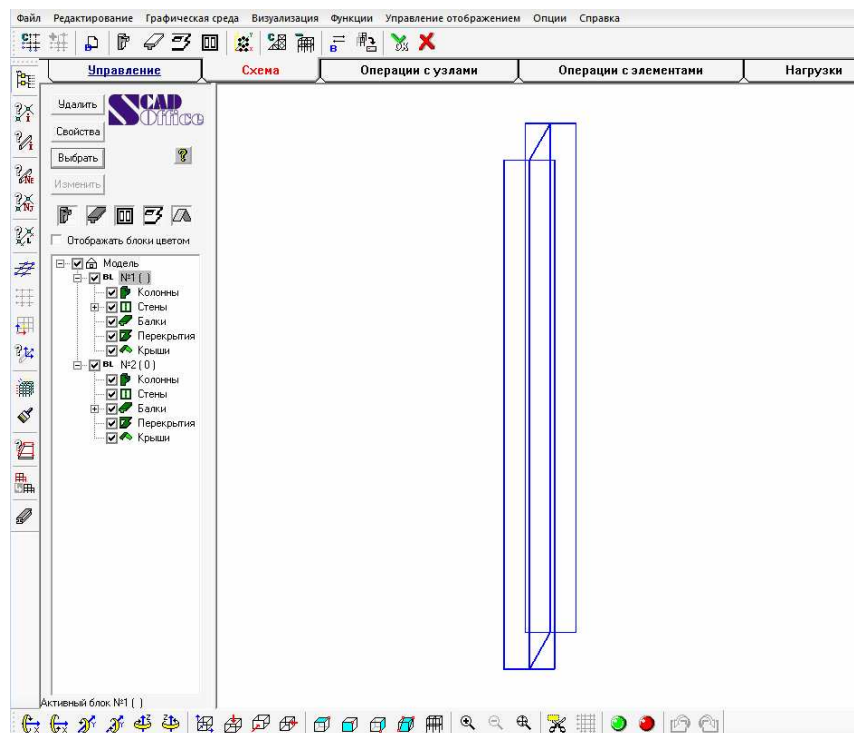 Файл Редактирование Графическая среда Визуализация Функции Управление отображением Опции Справка
Управление Схема Операции с узлами Операции с элементами Нагрузки
Удалить
SCAD Office
Свойства
Выбрать
Изменить
Отображать блоки цветом
Модель
BL №1 ( )
Колонны
Стены
Балки
Перекрытия
Крыши
BL №2 ( 0 )
Колонны
Стены
Балки
Перекрытия
Крыши
Активный блок №1 ( )